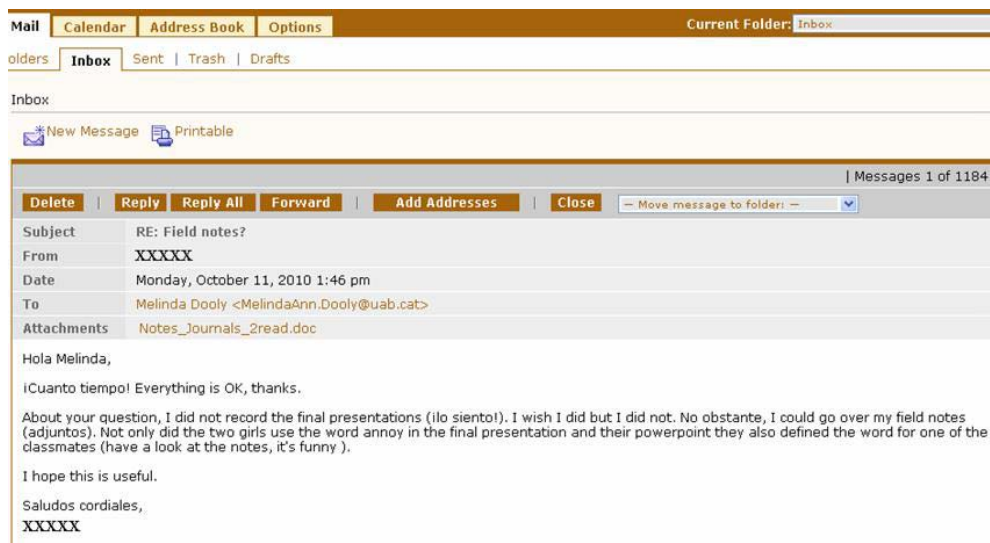 Mail Calendar Address Book Options Current Folder: Inbox
olders Inbox Sent | Trash | Drafts
Inbox
New Message Printable
| Messages 1 of 1184
Delete | Reply Reply All Forward | Add Addresses | Close — Move message to folder: —
Subject RE: Field notes?
From XXXXX
Date Monday, October 11, 2010 1:46 pm
To Melinda Dooly <MelindaAnn.Dooly@uab.cat>
Attachments Notes_Journals_2read.doc
Hola Melinda,
¡Cuanto tiempo! Everything is OK, thanks.
About your question, I did not record the final presentations (¡lo siento!). I wish I did but I did not. No obstante, I could go over my field notes
(adjuntos). Not only did the two girls use the word annoy in the final presentation and their powerpoint they also defined the word for one of the
classmates (have a look at the notes, it's funny ).
I hope this is useful.
Saludos cordiales,
XXXXX